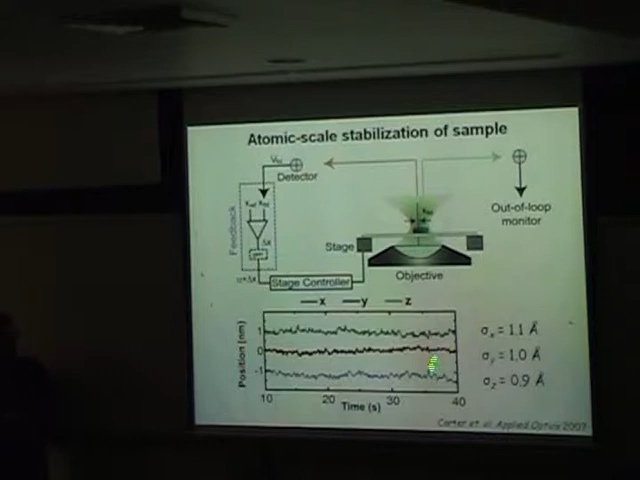 Atomic-scale stabilization of sample
Detector
Out-of-loop
monitor
Feedback
Stage
Stage Controller
Objective
x y z
Position (nm)
1
0
-1
10 20 30 40
Time (s)
σx = 1.1 Å
σy = 1.0 Å
σz = 0.9 Å
Carter et al. Applied Optics 2007